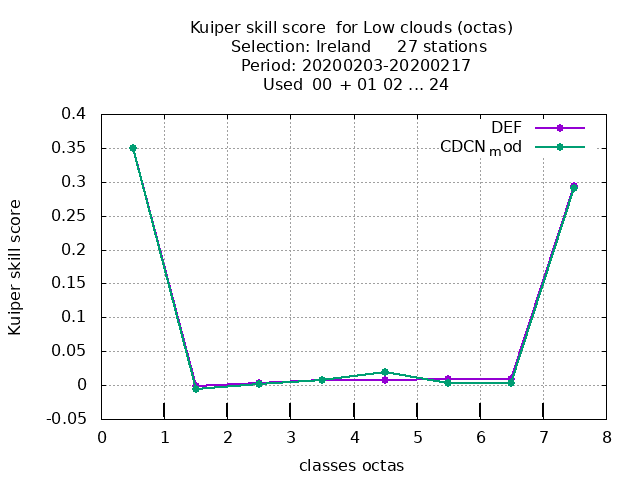 Kuiper skill score  for Low clouds (octas)
Selection: Ireland     27 stations
Period: 20200203-20200217
Used  00 + 01 02 ... 24
DEF
CDCNmod
0.4
0.35
0.3
0.25
0.2
0.15
0.1
0.05
0
-0.05
Kuiper skill score
0 1 2 3 4 5 6 7 8
classes octas